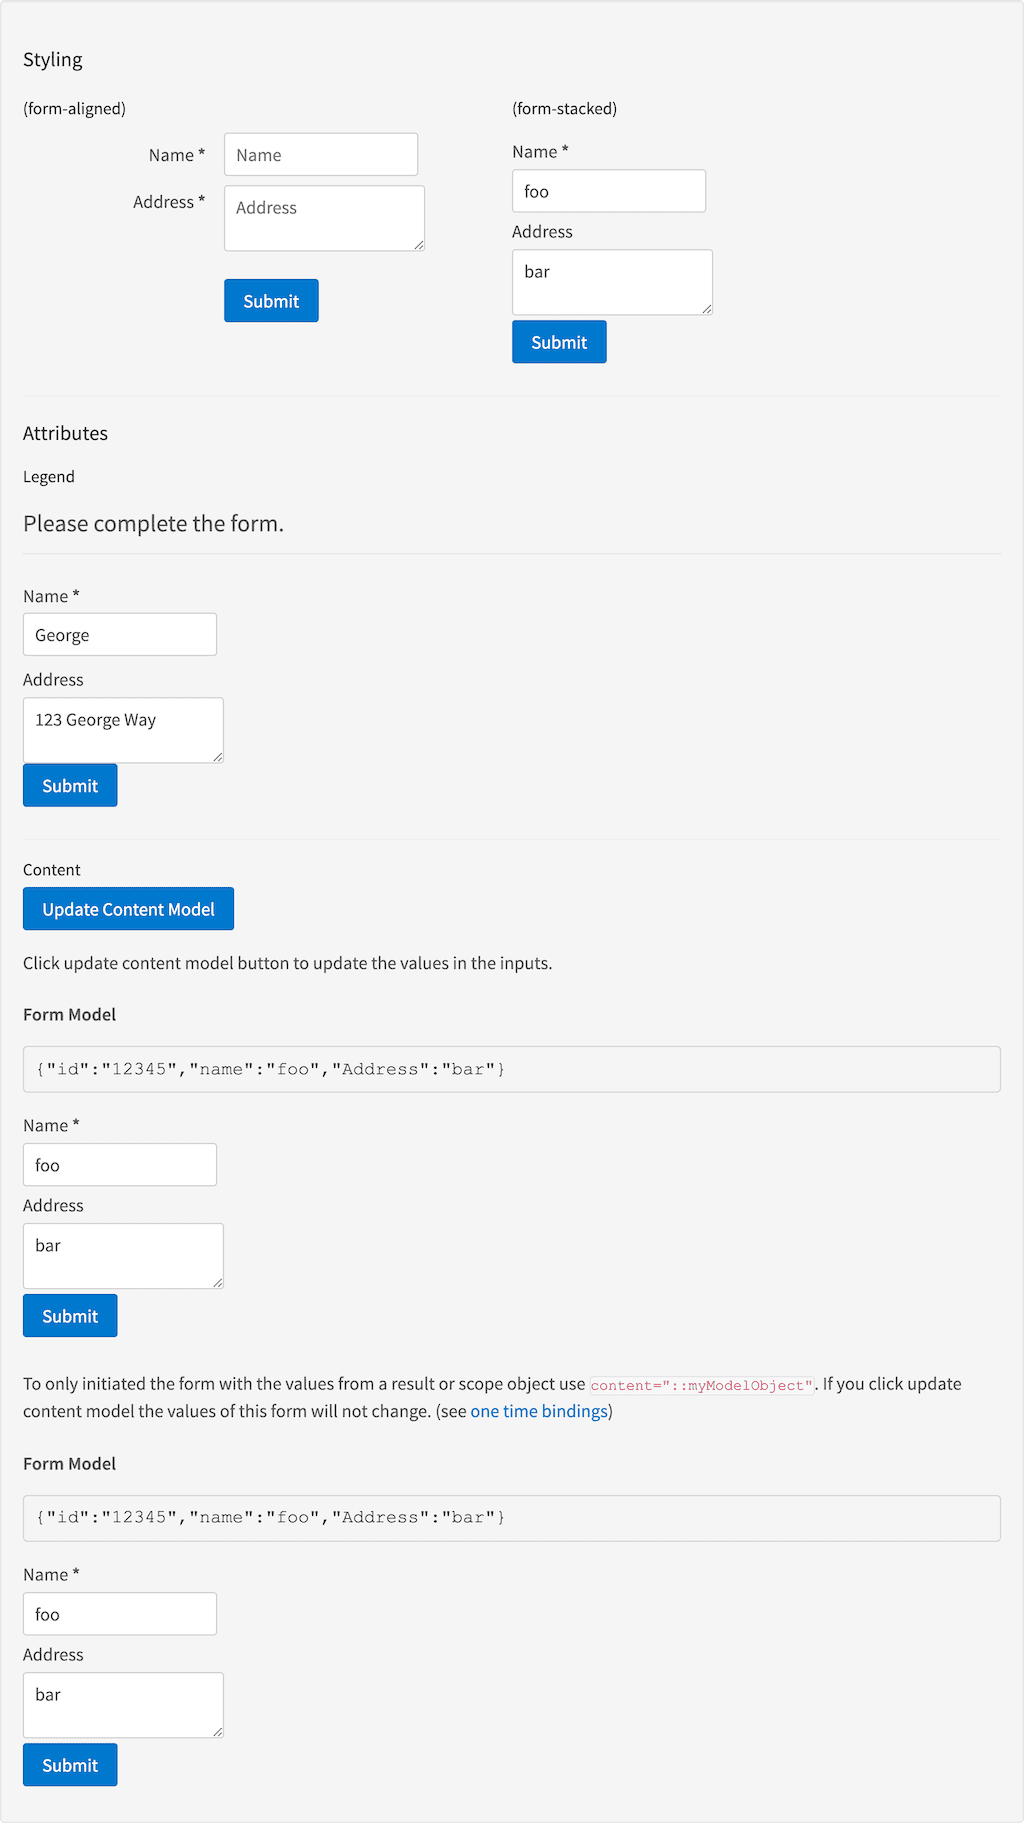 Styling
(form-aligned)
Name *
Name
Address *
Address
Submit
(form-stacked)
Name *
foo
Address
bar
Submit
Attributes
Legend
Please complete the form.
Name *
George
Address
123 George Way
Submit
Content
Update Content Model
Click update content model button to update the values in the inputs.
Form Model
{"id":"12345","name":"foo","Address":"bar"}
Name *
foo
Address
bar
Submit
To only initiated the form with the values from a result or scope object use content="::myModelObject". If you click update
content model the values of this form will not change. (see one time bindings)
Form Model
{"id":"12345","name":"foo","Address":"bar"}
Name *
foo
Address
bar
Submit